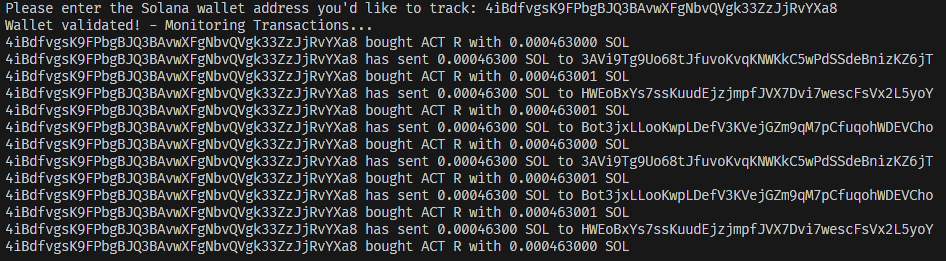 Please enter the Solana wallet address you'd like to track: 4iBdfvgsK9FPbgBJQ3BAvwXFgNbvQVgk33ZzJjRvYXa8
Wallet validated! - Monitoring Transactions...
4iBdfvgsK9FPbgBJQ3BAvwXFgNbvQVgk33ZzJjRvYXa8 bought ACT R with 0.000463000 SOL
4iBdfvgsK9FPbgBJQ3BAvwXFgNbvQVgk33ZzJjRvYXa8 has sent 0.00046300 SOL to 3AVi9Tg9Uo68tJfuvoKvqKNWKkC5wPdSSdeBnizKZ6jT
4iBdfvgsK9FPbgBJQ3BAvwXFgNbvQVgk33ZzJjRvYXa8 bought ACT R with 0.000463001 SOL
4iBdfvgsK9FPbgBJQ3BAvwXFgNbvQVgk33ZzJjRvYXa8 has sent 0.00046300 SOL to HWEoBxYs7ssKuudEjzjmpfJVX7Dvi7wescFsVx2L5yoY
4iBdfvgsK9FPbgBJQ3BAvwXFgNbvQVgk33ZzJjRvYXa8 bought ACT R with 0.000463001 SOL
4iBdfvgsK9FPbgBJQ3BAvwXFgNbvQVgk33ZzJjRvYXa8 has sent 0.00046300 SOL to Bot3jxLLooKwpLDefV3KVejGZm9qM7pCfuqohWDEVCho
4iBdfvgsK9FPbgBJQ3BAvwXFgNbvQVgk33ZzJjRvYXa8 bought ACT R with 0.000463000 SOL
4iBdfvgsK9FPbgBJQ3BAvwXFgNbvQVgk33ZzJjRvYXa8 has sent 0.00046300 SOL to 3AVi9Tg9Uo68tJfuvoKvqKNWKkC5wPdSSdeBnizKZ6jT
4iBdfvgsK9FPbgBJQ3BAvwXFgNbvQVgk33ZzJjRvYXa8 bought ACT R with 0.000463001 SOL
4iBdfvgsK9FPbgBJQ3BAvwXFgNbvQVgk33ZzJjRvYXa8 has sent 0.00046300 SOL to Bot3jxLLooKwpLDefV3KVejGZm9qM7pCfuqohWDEVCho
4iBdfvgsK9FPbgBJQ3BAvwXFgNbvQVgk33ZzJjRvYXa8 bought ACT R with 0.000463001 SOL
4iBdfvgsK9FPbgBJQ3BAvwXFgNbvQVgk33ZzJjRvYXa8 has sent 0.00046300 SOL to HWEoBxYs7ssKuudEjzjmpfJVX7Dvi7wescFsVx2L5yoY
4iBdfvgsK9FPbgBJQ3BAvwXFgNbvQVgk33ZzJjRvYXa8 bought ACT R with 0.000463000 SOL